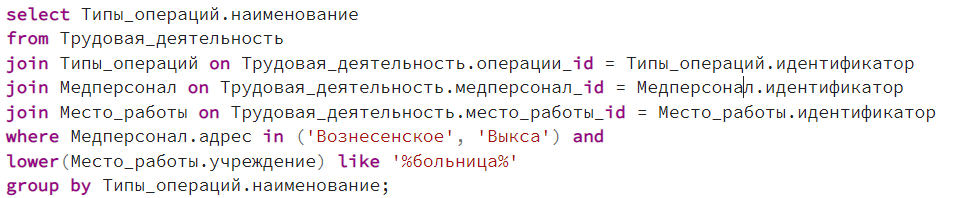 select Типы_операций.наименование
from Трудовая_деятельность
join Типы_операций on Трудовая_деятельность.операции_id = Типы_операций.идентификатор
join Медперсонал on Трудовая_деятельность.медперсонал_id = Медперсонал.идентификатор
join Место_работы on Трудовая_деятельность.место_работы_id = Место_работы.идентификатор
where Медперсонал.адрес in ('Вознесенское', 'Выкса') and
lower(Место_работы.учреждение) like '%больница%'
group by Типы_операций.наименование;